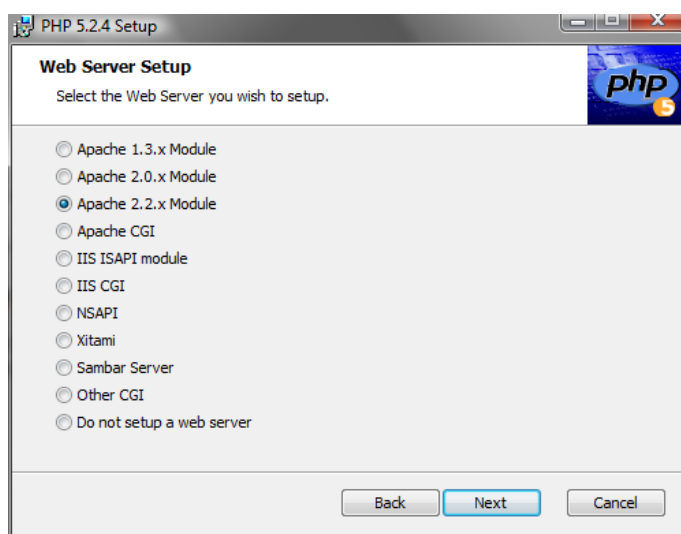 PHP 5.2.4 Setup
Web Server Setup
Select the Web Server you wish to setup.
php
5
Apache 1.3.x Module
Apache 2.0.x Module
Apache 2.2.x Module
Apache CGI
IIS ISAPI module
IIS CGI
NSAPI
Xitami
Sambar Server
Other CGI
Do not setup a web server
Back Next Cancel